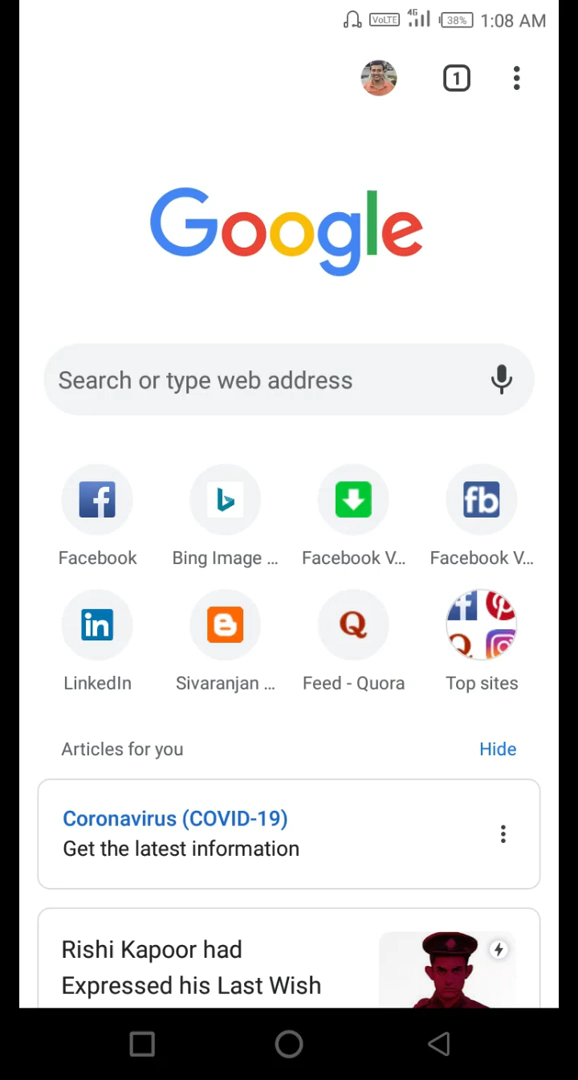 VoLTE 4G 38% 1:08 AM
1
Google
Search or type web address
Facebook
Bing Image ...
Facebook V...
Facebook V...
LinkedIn
Sivaranjan ...
Feed - Quora
Top sites
Articles for you
Hide
Coronavirus (COVID-19)
Get the latest information
Rishi Kapoor had
Expressed his Last Wish